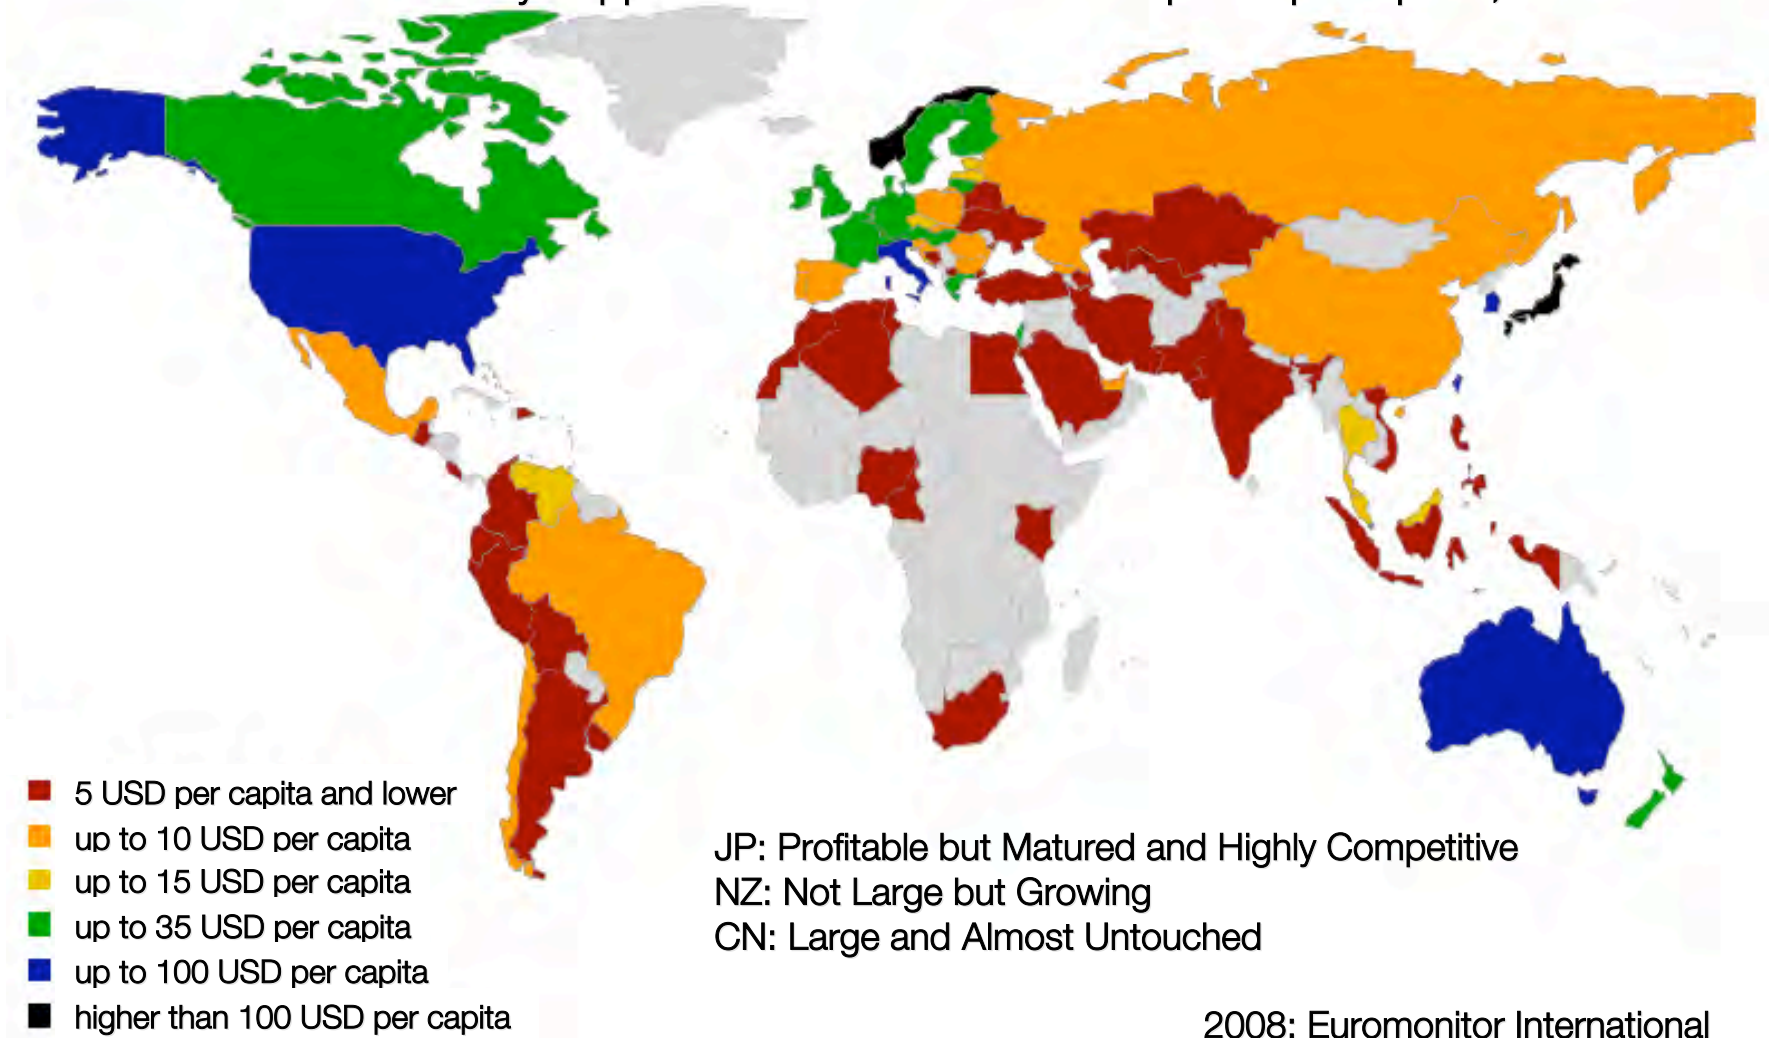 5 USD per capita and lower
up to 10 USD per capita
up to 15 USD per capita
up to 35 USD per capita
up to 100 USD per capita
higher than 100 USD per capita
JP: Profitable but Matured and Highly Competitive
NZ: Not Large but Growing
CN: Large and Almost Untouched
2008: Euromonitor International